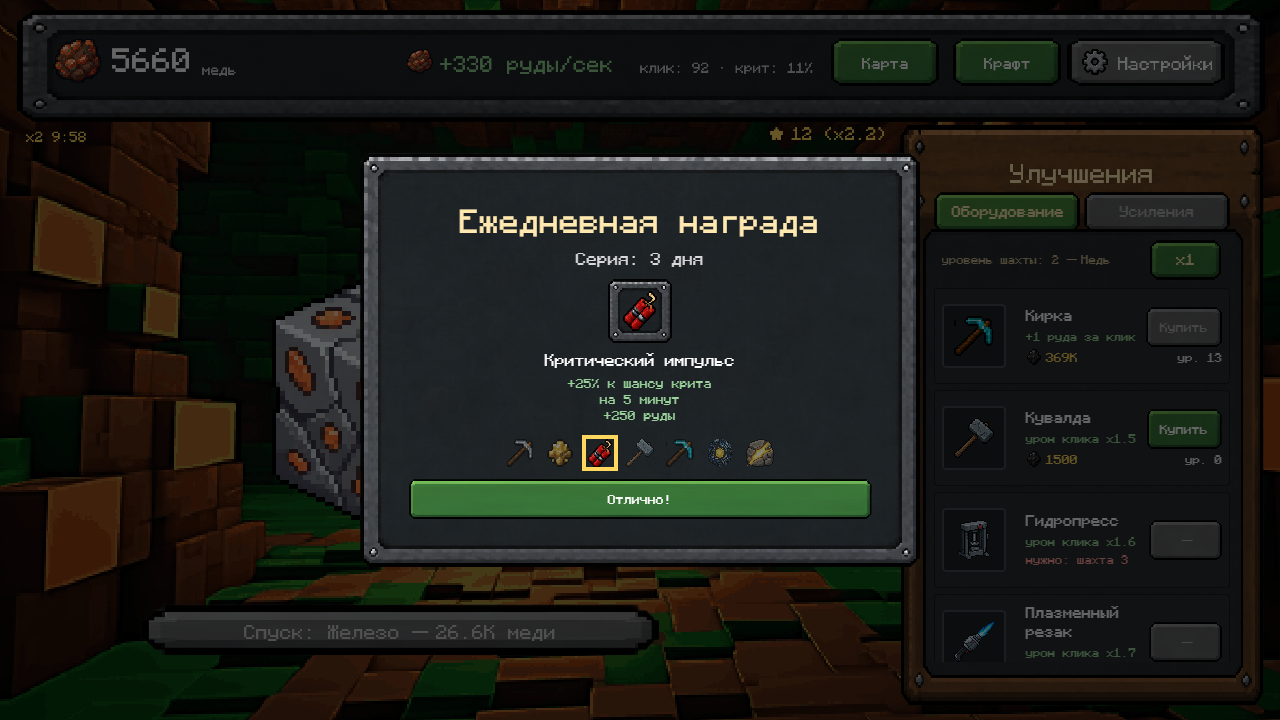 5660 медь
+330 руды/сек
клик: 92 · крит: 11%
Карта
Крафт
Настройки
x2 9:58
12 (x2.2)
Ежедневная награда
Серия: 3 дня
Критический импульс
+25% к шансу крита
на 5 минут
+250 руды
Отлично!
Спуск: Железо — 26.6K меди
Улучшения
Оборудование
Усиления
уровень шахты: 2 — Медь
x1
Кирка
+1 руда за клик
369K
Купить
ур. 13
Кувалда
урон клика x1.5
1500
Купить
ур. 0
Гидропресс
урон клика x1.6
нужно: шахта 3
—
Плазменный
резак
урон клика x1.7
—